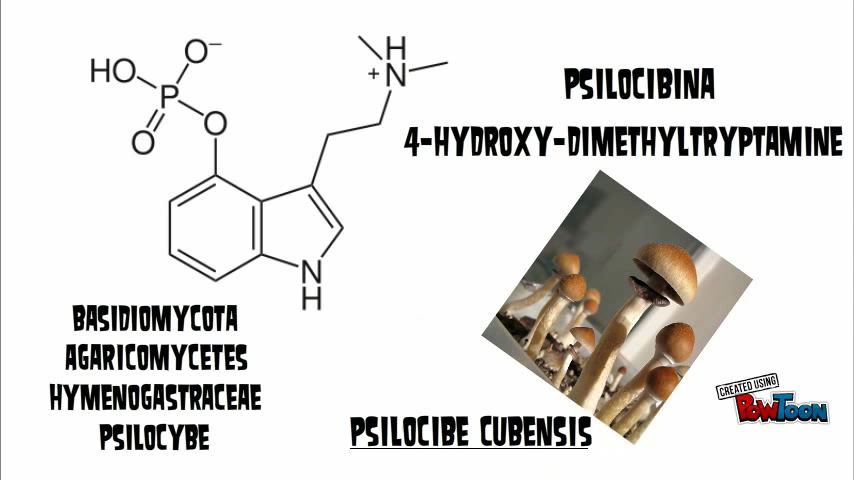 HO
O⁻
P
O
O
H
+
N
N
H
PSILOCIBINA
4-HYDROXY-DIMETHYLTRYPTAMINE
BASIDIOMYCOTA
AGARICOMYCETES
HYMENOGASTRACEAE
PSILOCYBE
PSILOCIBE CUBENSIS
CREATED USING
POWTOON